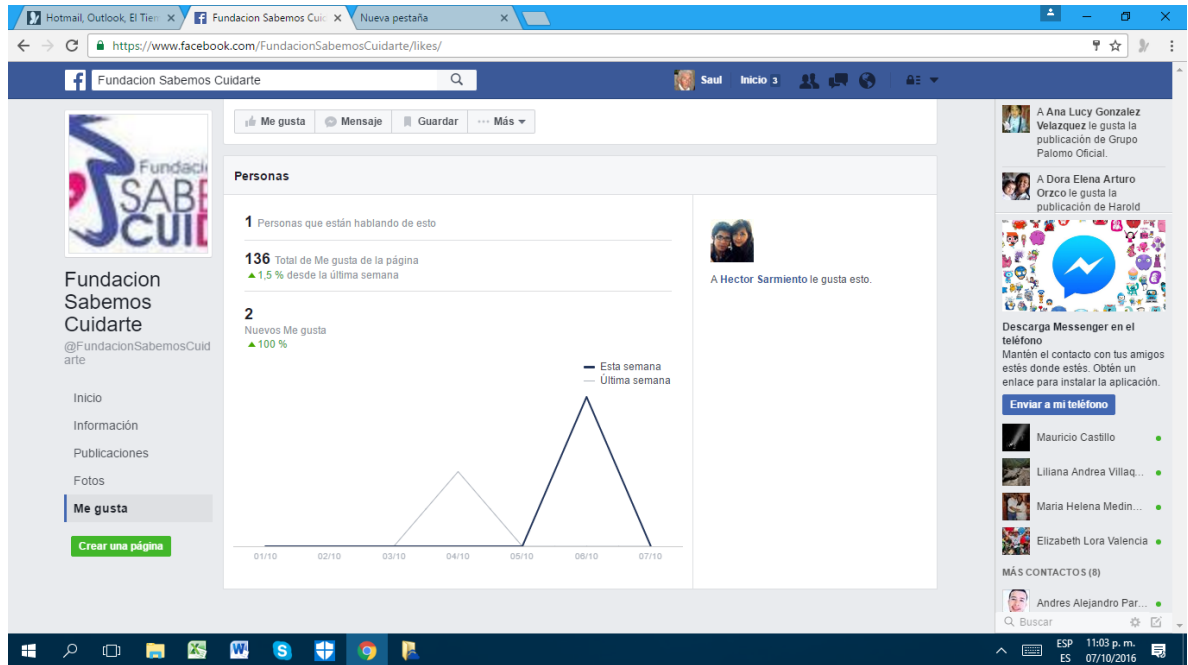 Hotmail, Outlook, El Tien
Fundacion Sabemos Cuid
Nueva pestaña
https://www.facebook.com/FundacionSabemosCuidarte/likes/
Fundacion Sabemos Cuidarte
Saul
Inicio 3
Fundaci
SABE
CUID
Fundacion
Sabemos
Cuidarte
@FundacionSabemosCuid
arte
Inicio
Información
Publicaciones
Fotos
Me gusta
Crear una página
Me gusta
Mensaje
Guardar
Más
Personas
1 Personas que están hablando de esto
136 Total de Me gusta de la página
1,5 % desde la última semana
2
Nuevos Me gusta
100 %
Esta semana
Última semana
01/10 02/10 03/10 04/10 05/10 06/10 07/10
A Hector Sarmiento le gusta esto.
A Ana Lucy Gonzalez
Velazquez le gusta la
publicación de Grupo
Palomo Oficial.
A Dora Elena Arturo
Orzco le gusta la
publicación de Harold
Descarga Messenger en el
teléfono
Mantén el contacto con tus amigos
estés donde estés. Obtén un
enlace para instalar la aplicación.
Enviar a mi teléfono
Mauricio Castillo
Liliana Andrea Villaq...
Maria Helena Medin...
Elizabeth Lora Valencia
MÁS CONTACTOS (8)
Andres Alejandro Par...
Buscar
ESP
ES
11:03 p. m.
07/10/2016